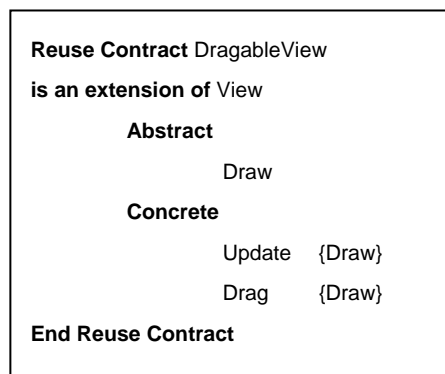 Reuse Contract DragableView
is an extension of View
Abstract
Draw
Concrete
Update {Draw}
Drag {Draw}
End Reuse Contract